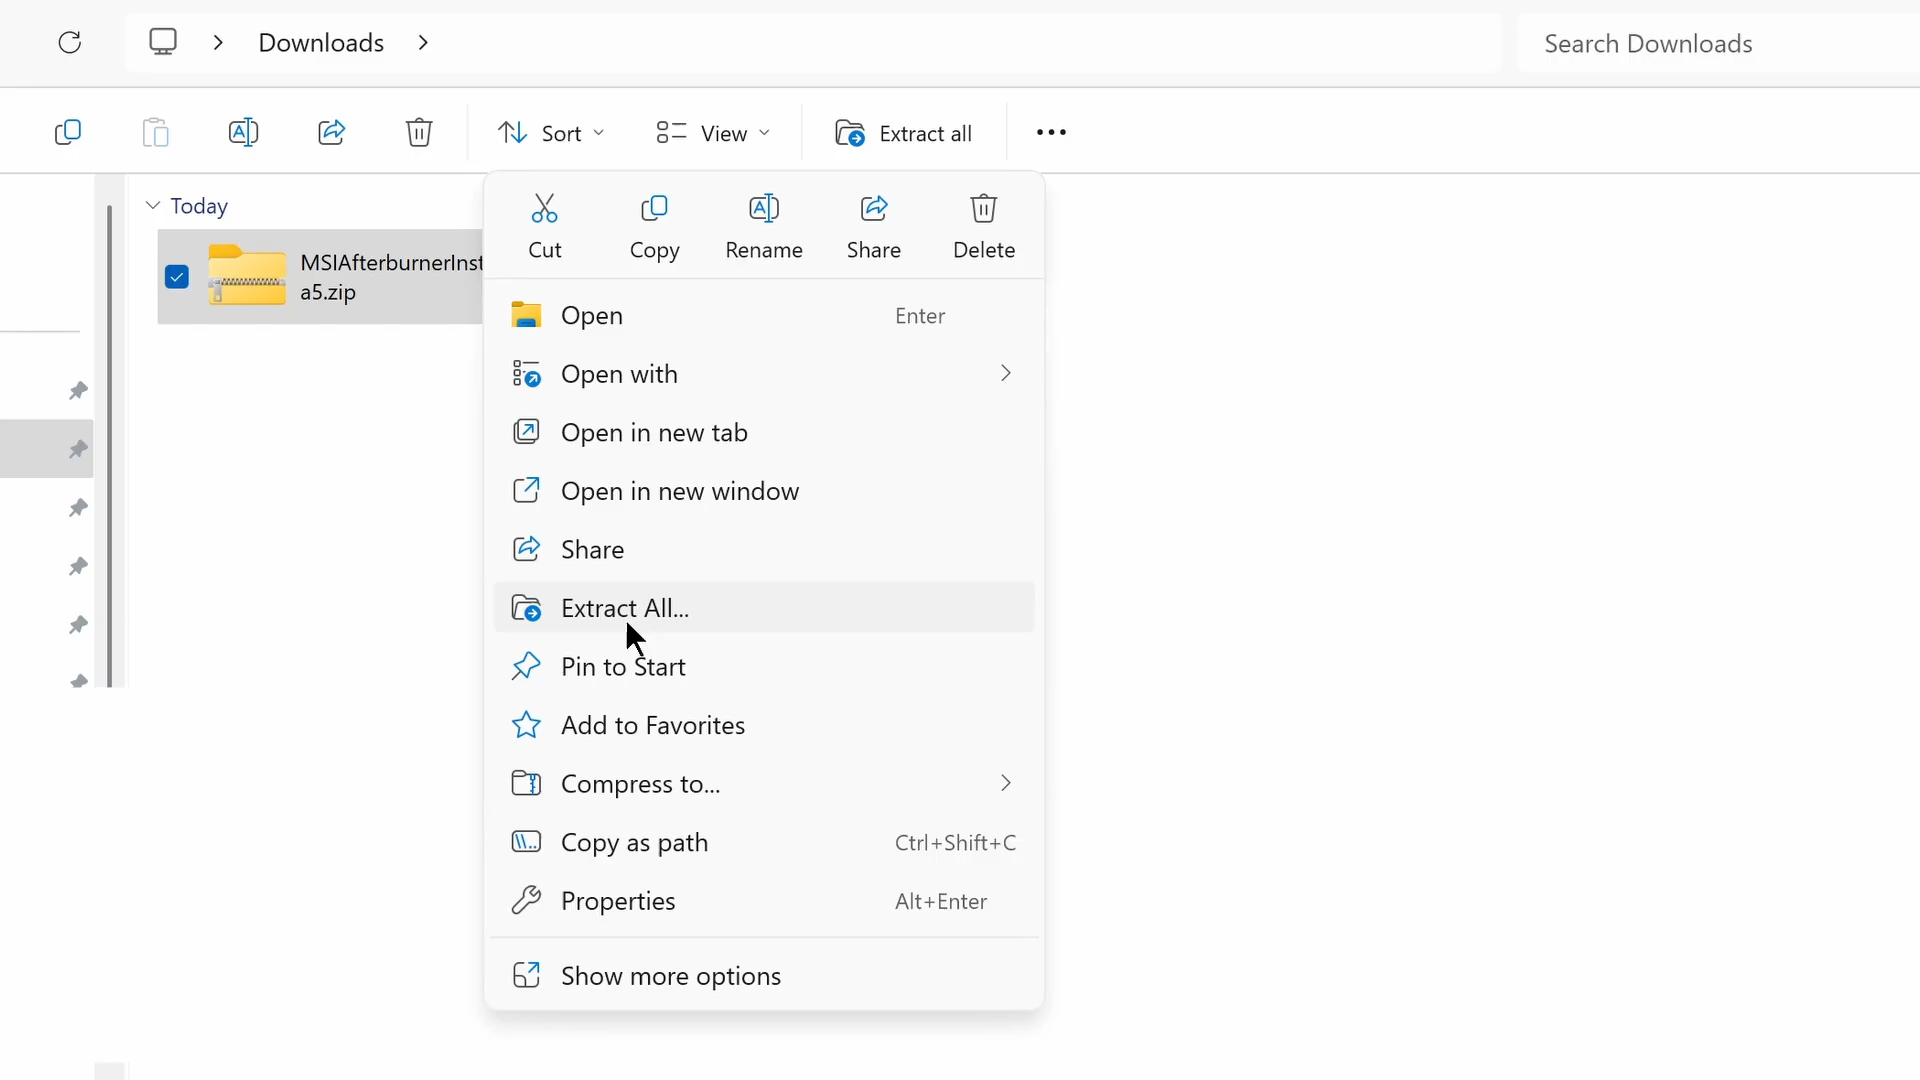 Downloads
Search Downloads
Sort
View
Extract all
Today
MSIAfterburnerInst
a5.zip
Cut
Copy
Rename
Share
Delete
Open Enter
Open with
Open in new tab
Open in new window
Share
Extract All...
Pin to Start
Add to Favorites
Compress to...
Copy as path Ctrl+Shift+C
Properties Alt+Enter
Show more options